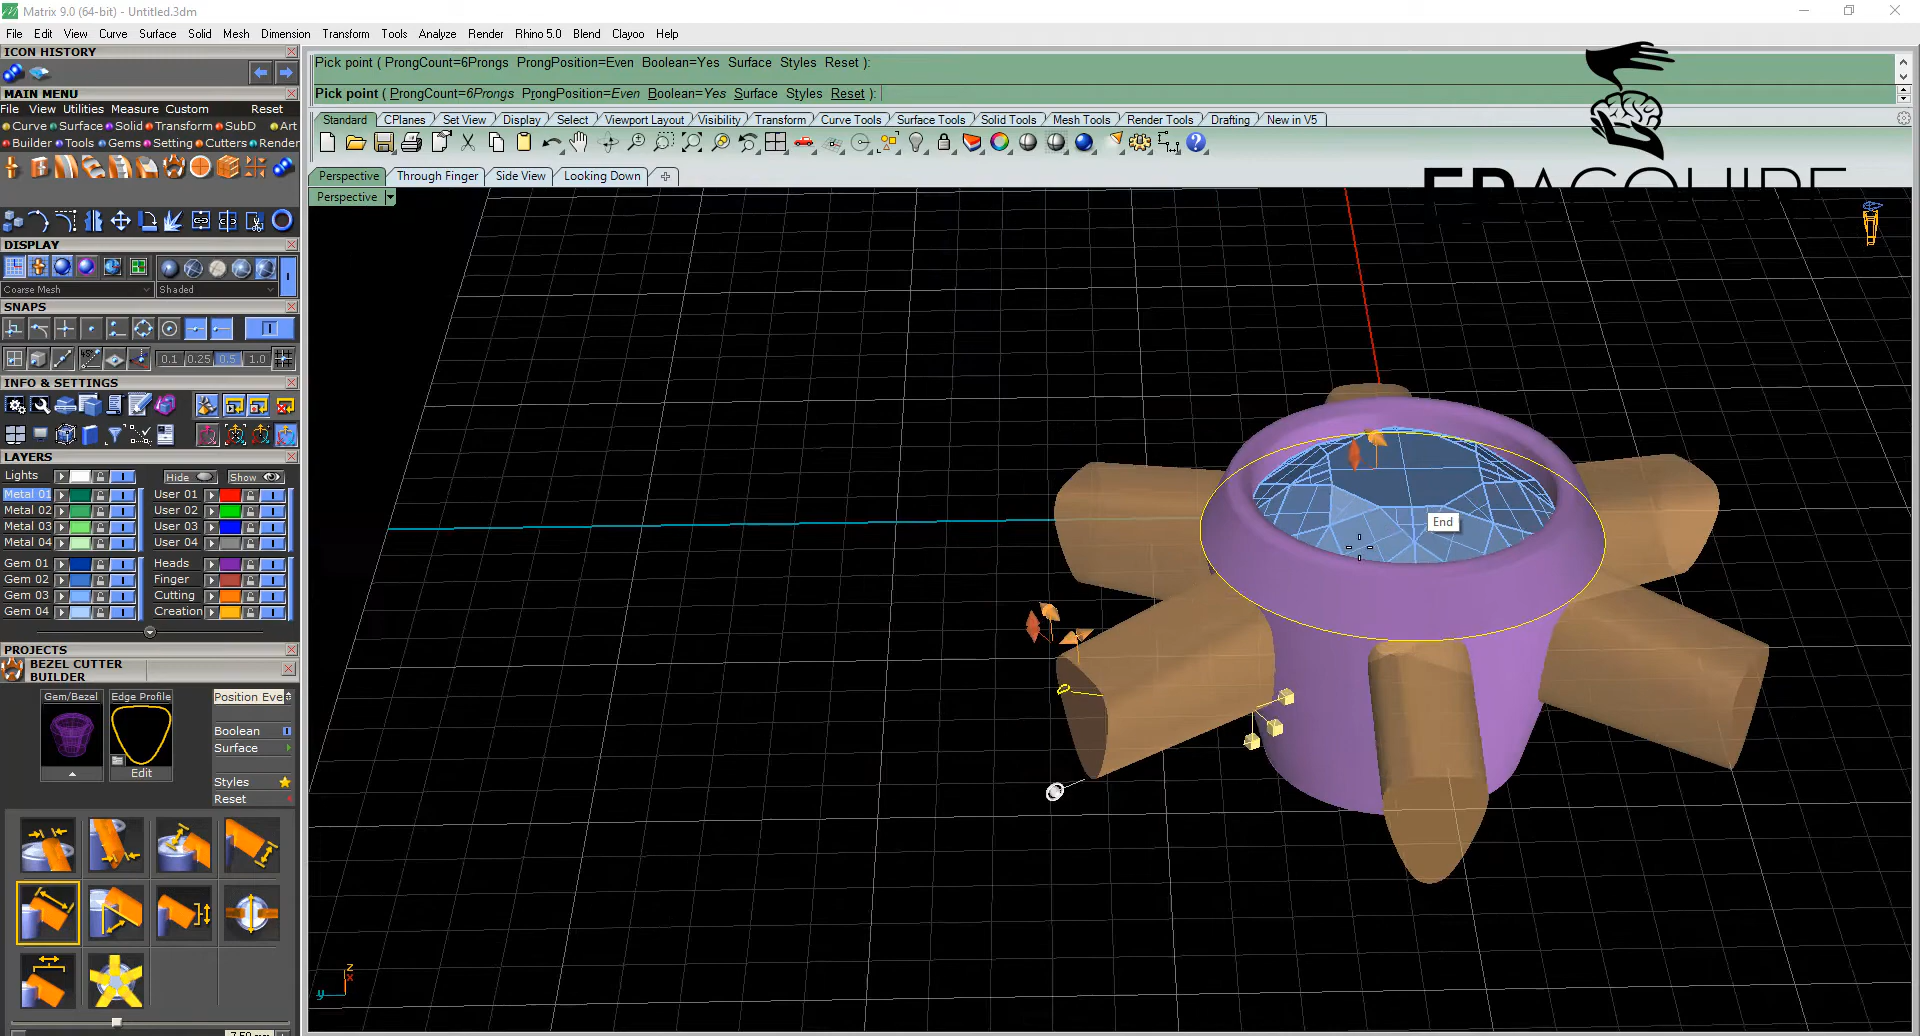 Matrix 9.0 (64-bit) - Untitled.3dm
File Edit View Curve Surface Solid Mesh Dimension Transform Tools Analyze Render Rhino 5.0 Blend Clayoo Help
ICON HISTORY
MAIN MENU
File View Utilities Measure Custom Reset
Curve Surface Solid Transform SubD Art
Builder Tools Gems Setting Cutters Render
DISPLAY
Coarse Mesh Shaded
SNAPS
0.1 0.25 0.5 1.0
INFO & SETTINGS
LAYERS
Lights Hide Show
Metal 01 User 01
Metal 02 User 02
Metal 03 User 03
Metal 04 User 04
Gem 01 Heads
Gem 02 Finger
Gem 03 Cutting
Gem 04 Creation
PROJECTS
BEZEL CUTTER
BUILDER
Gem/Bezel Edge Profile Position Eve
Boolean
Surface
Edit
Styles
Reset
7.50
Pick point ( ProngCount=6Prongs ProngPosition=Even Boolean=Yes Surface Styles Reset ):
Pick point ( ProngCount=6Prongs ProngPosition=Even Boolean=Yes Surface Styles Reset ):
Standard CPlanes Set View Display Select Viewport Layout Visibility Transform Curve Tools Surface Tools Solid Tools Mesh Tools Render Tools Drafting New in V5
Perspective Through Finger Side View Looking Down
Perspective
End
z
x
y